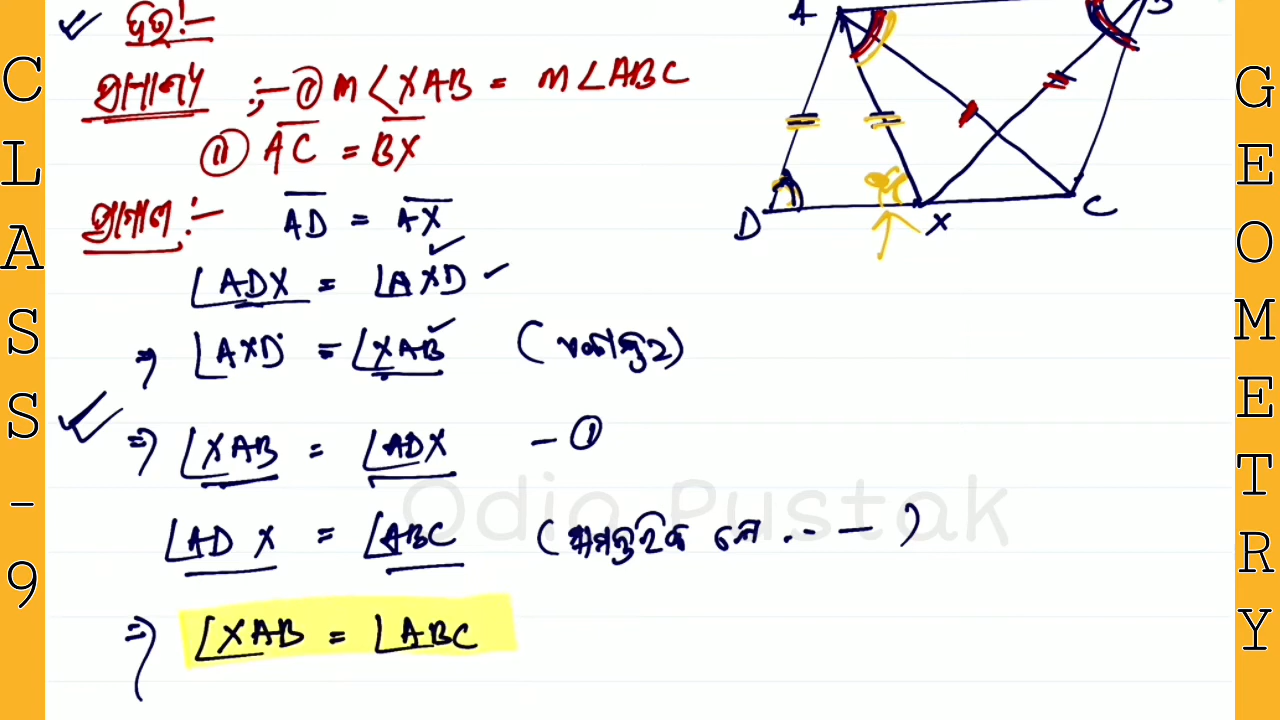 CLASS-9
GEOMETRY
ଦତ୍ତ :-
ପ୍ରାମାଣ୍ୟ :- (i) m∠XAB = m∠ABC
(ii) AC = BX
ପ୍ରମାଣ :- AD = AX
∠ADX = ∠AXD
⇒ ∠AXD = ∠XAB (ଏକାନ୍ତର)
⇒ ∠XAB = ∠ADX - ①
∠ADX = ∠ABC
⇒ ∠XAB = ∠ABC
A B
D X C
Odia Pustak